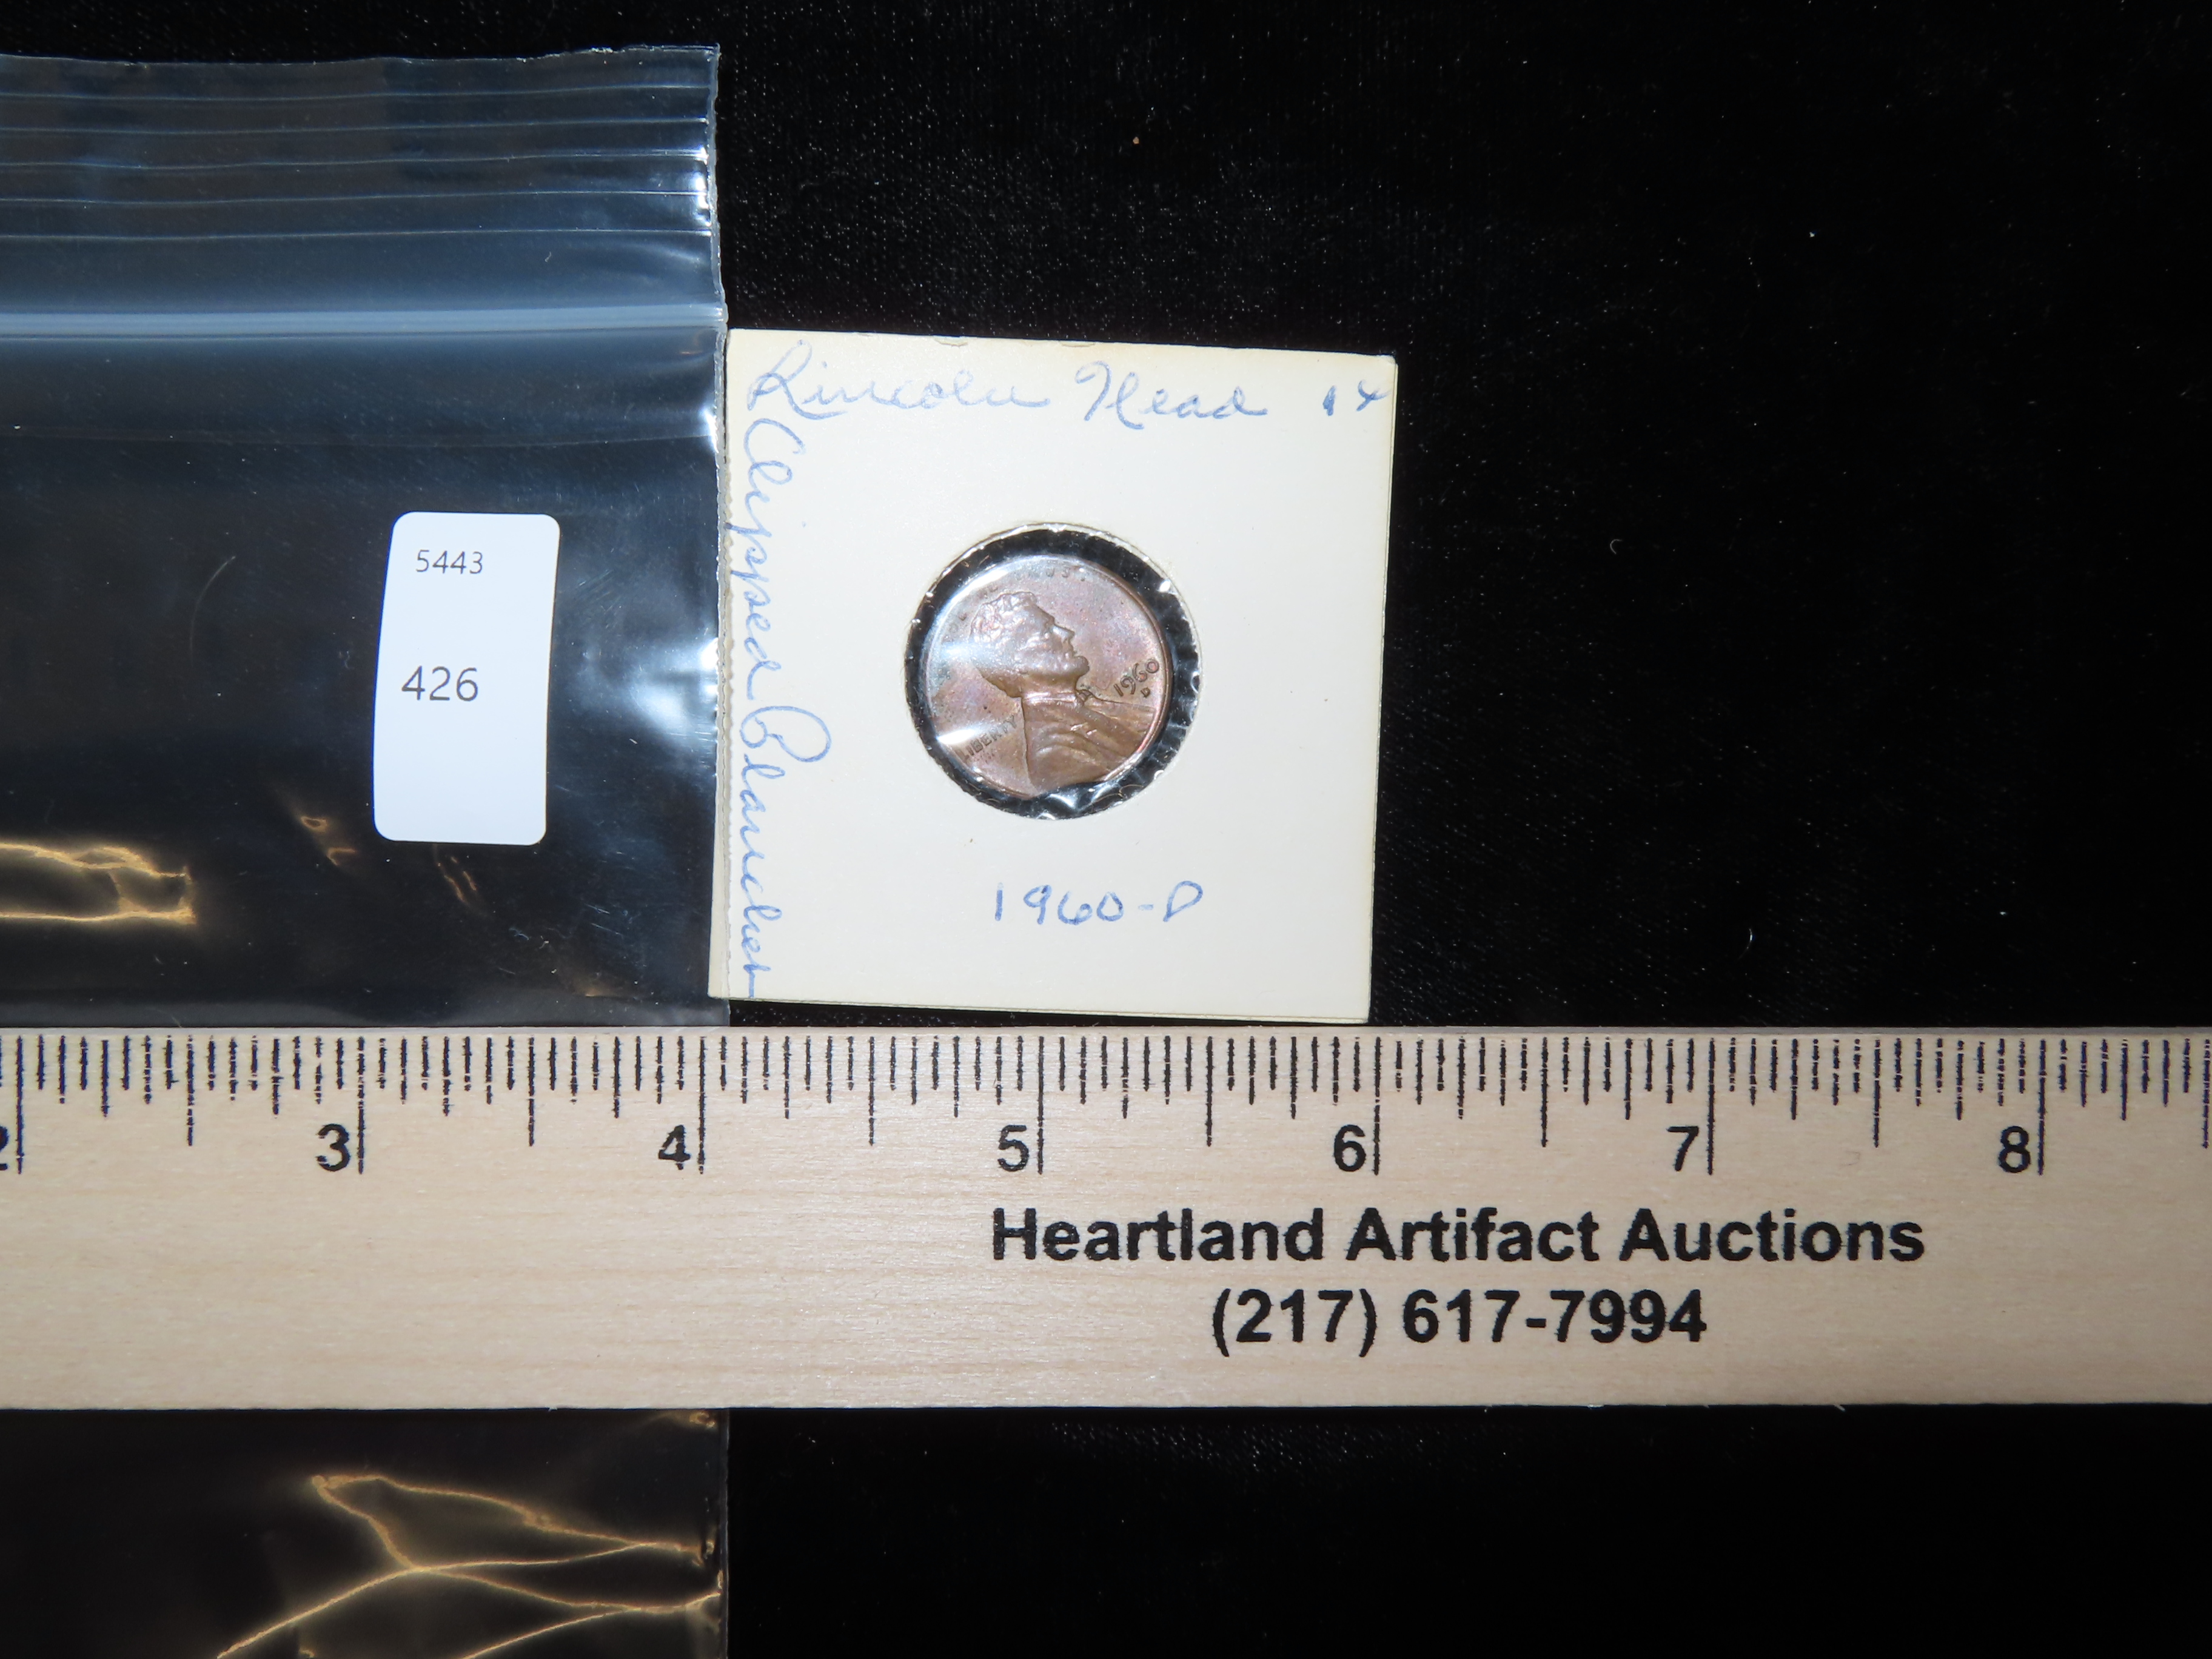 5443
426
Lincoln Head 1¢
Clipped Planchet
LIBERTY
1960
D
1960-D
2 3 4 5 6 7 8
Heartland Artifact Auctions
(217) 617-7994